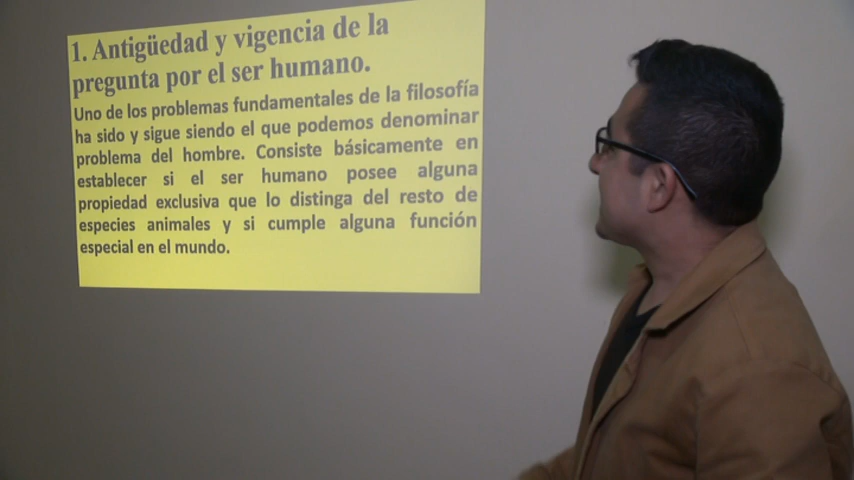 1. Antigüedad y vigencia de la
pregunta por el ser humano.
Uno de los problemas fundamentales de la filosofía
ha sido y sigue siendo el que podemos denominar
problema del hombre. Consiste básicamente en
establecer si el ser humano posee alguna
propiedad exclusiva que lo distinga del resto de
especies animales y si cumple alguna función
especial en el mundo.